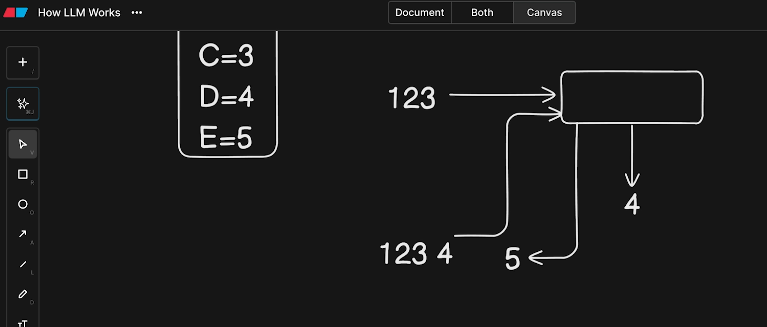 How LLM Works ...
Document Both Canvas
C=3
D=4
E=5
123
4
123 4
5